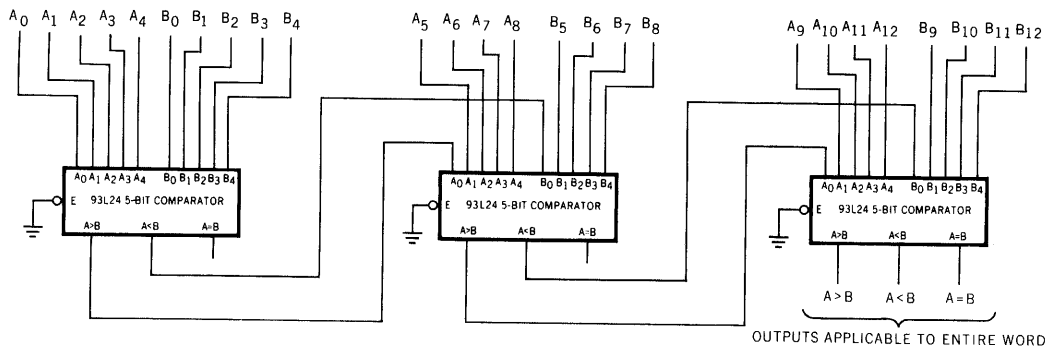 A0 A1 A2 A3 A4 B0 B1 B2 B3 B4
A5 A6 A7 A8 B5 B6 B7 B8
A9 A10 A11 A12 B9 B10 B11 B12
A0 A1 A2 A3 A4 B0 B1 B2 B3 B4
E 93L24 5-BIT COMPARATOR
A>B A<B A=B
A0 A1 A2 A3 A4 B0 B1 B2 B3 B4
E 93L24 5-BIT COMPARATOR
A>B A<B A=B
A0 A1 A2 A3 A4 B0 B1 B2 B3 B4
E 93L24 5-BIT COMPARATOR
A>B A<B A=B
A>B A<B A=B
OUTPUTS APPLICABLE TO ENTIRE WORD